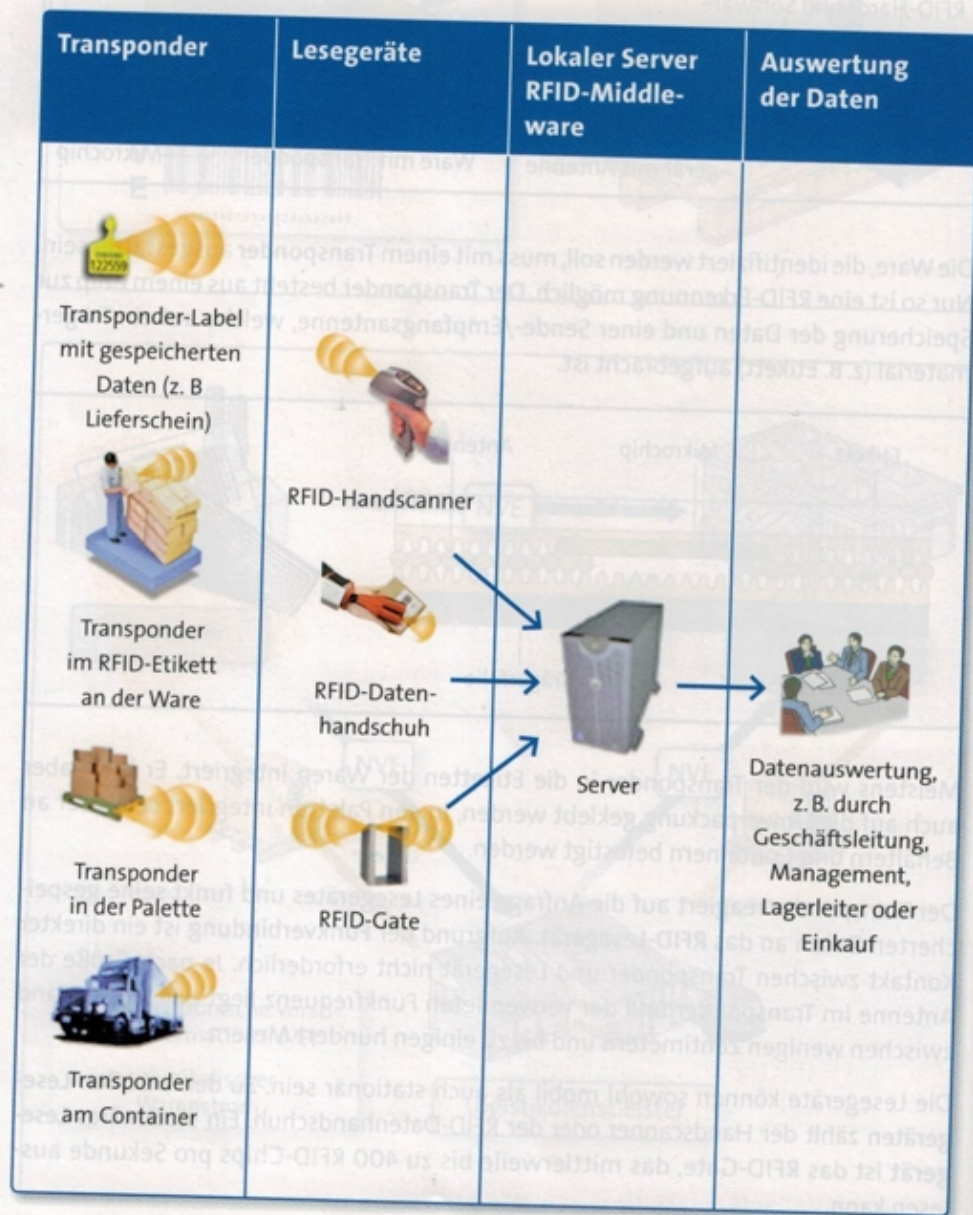 Transponder
Lesegeräte
Lokaler Server
RFID-Middle-
ware
Auswertung
der Daten
122559
Transponder-Label
mit gespeicherten
Daten (z. B
Lieferschein)
Transponder
im RFID-Etikett
an der Ware
Transponder
in der Palette
Transponder
am Container
RFID-Handscanner
RFID-Daten-
handschuh
RFID-Gate
Server
Datenauswertung,
z. B. durch
Geschäftsleitung,
Management,
Lagerleiter oder
Einkauf